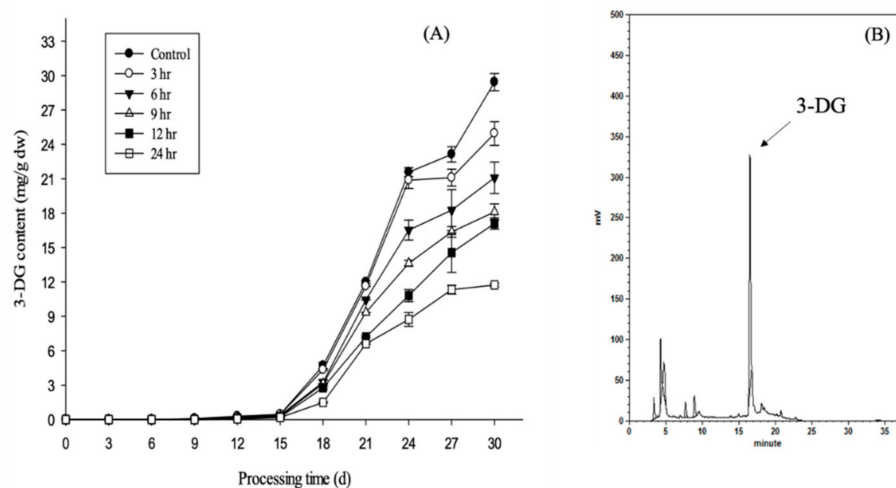 (A)
33
30
27
24
21
18
15
12
9
6
3
0
3-DG content (mg/g dw)
Control
3 hr
6 hr
9 hr
12 hr
24 hr
0 3 6 9 12 15 18 21 24 27 30
Processing time (d)
(B)
3-DG
500
450
400
350
300
250
200
150
100
50
0
mV
0 5 10 15 20 25 30 35
minute